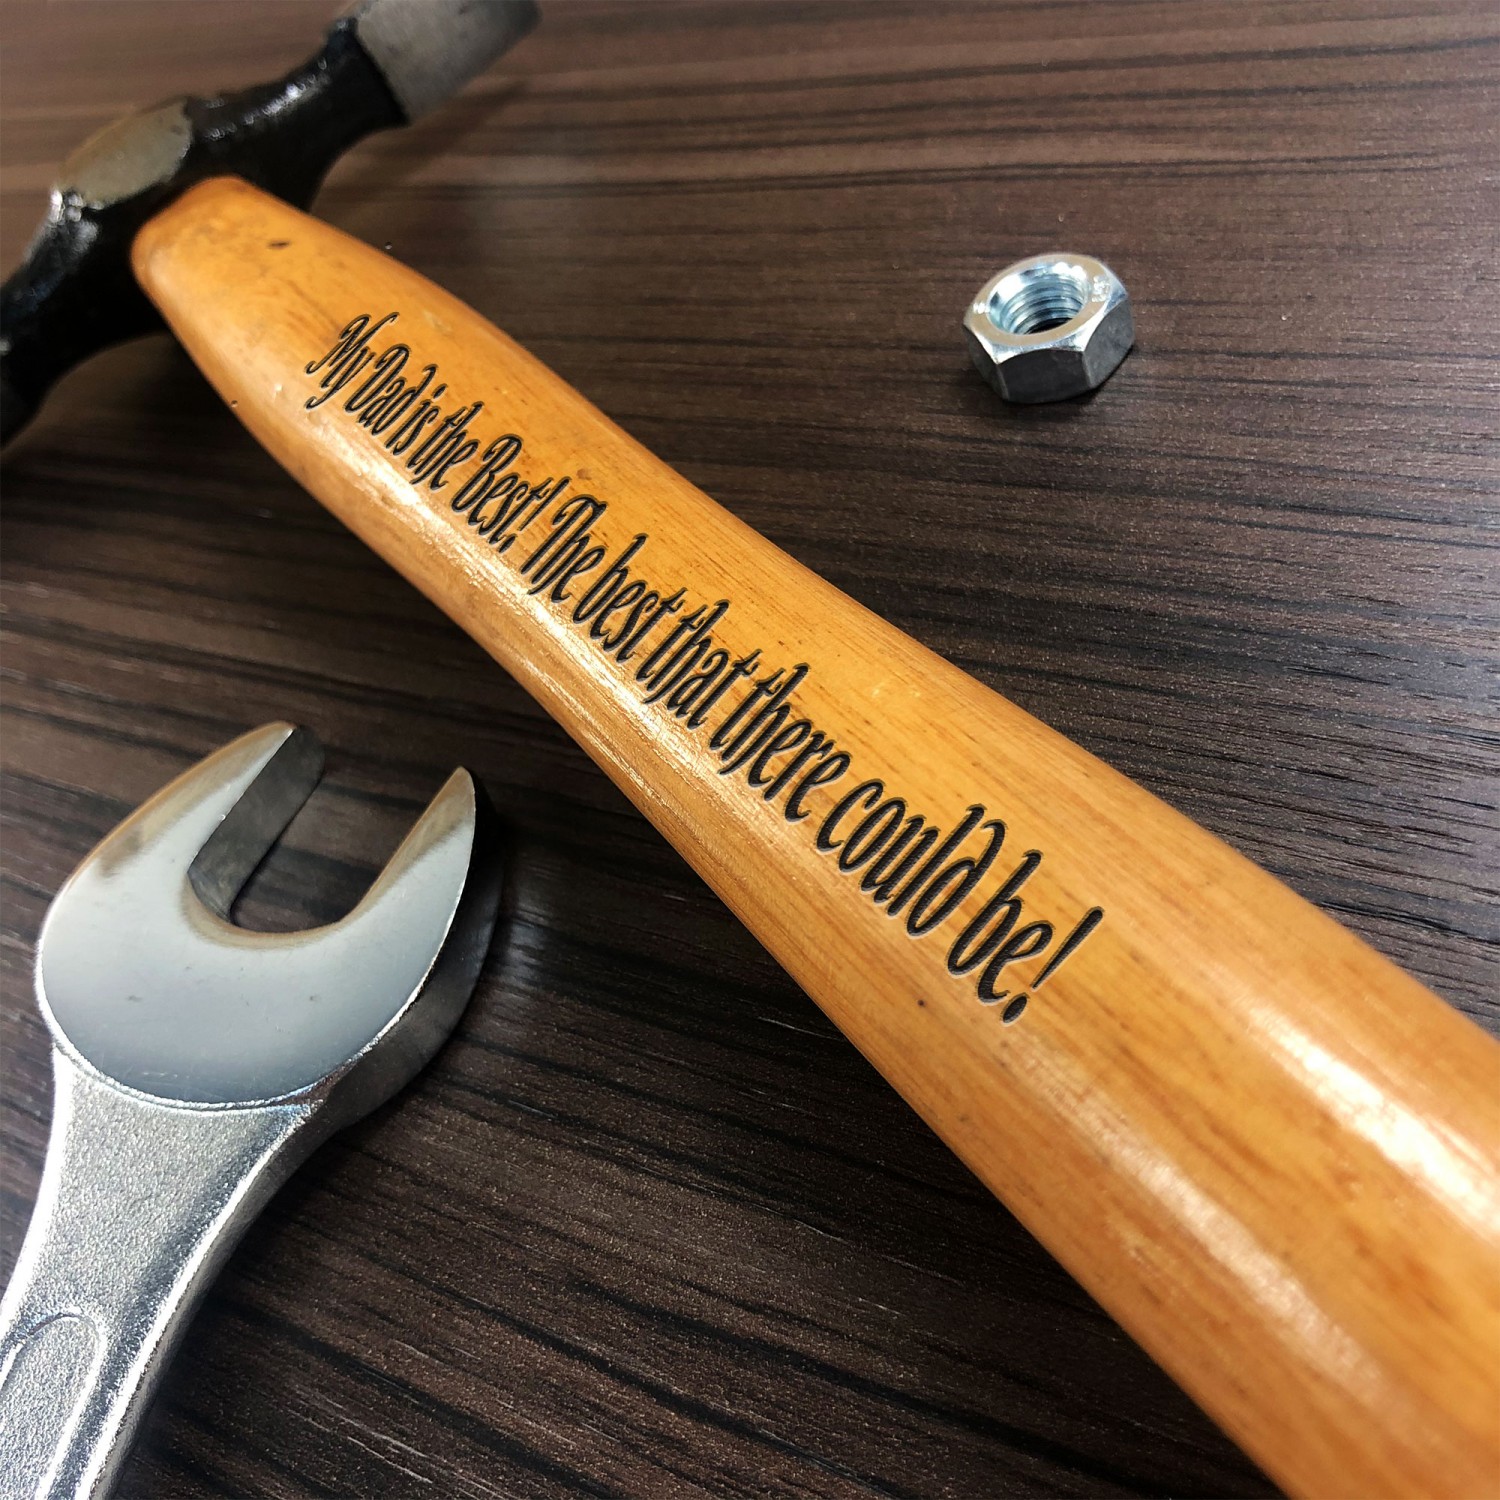 My Dad is the Best! The best that there could be!